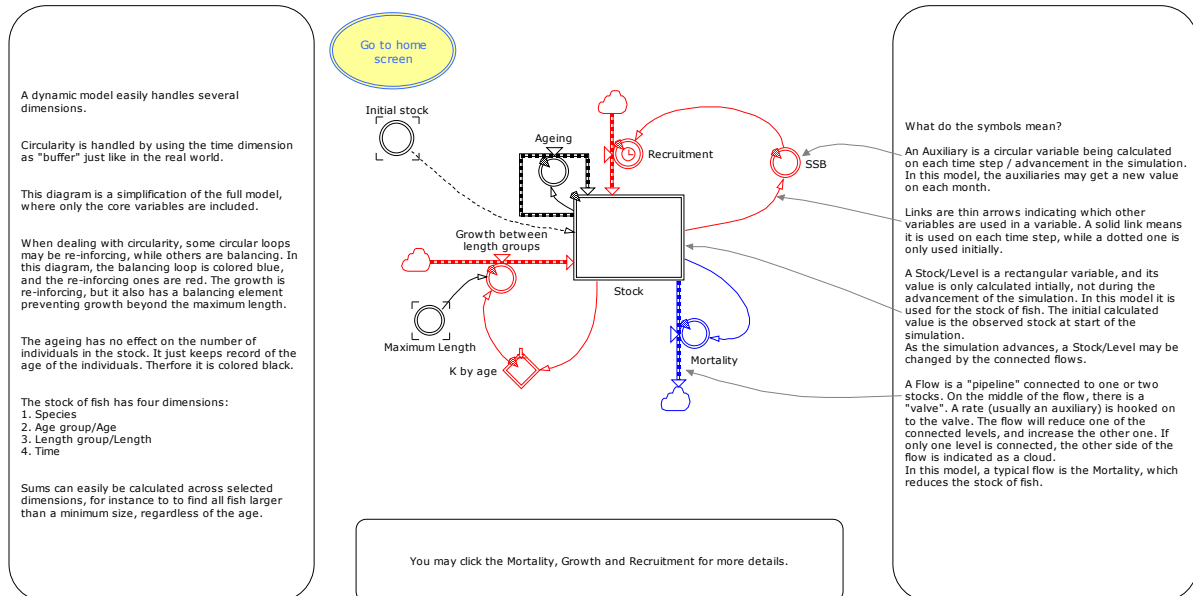 A dynamic model easily handles several
dimensions.
Circularity is handled by using the time dimension
as "buffer" just like in the real world.
This diagram is a simplification of the full model,
where only the core variables are included.
When dealing with circularity, some circular loops
may be re-inforcing, while others are balancing. In
this diagram, the balancing loop is colored blue,
and the re-inforcing ones are red. The growth is
re-inforcing, but it also has a balancing element
preventing growth beyond the maximum length.
The ageing has no effect on the number of
individuals in the stock. It just keeps record of the
age of the individuals. Therfore it is colored black.
The stock of fish has four dimensions:
1. Species
2. Age group/Age
3. Length group/Length
4. Time
Sums can easily be calculated across selected
dimensions, for instance to to find all fish larger
than a minimum size, regardless of the age.
Go to home
screen
Initial stock
Ageing
Recruitment
SSB
Growth between
length groups
Stock
Maximum Length
K by age
Mortality
You may click the Mortality, Growth and Recruitment for more details.
What do the symbols mean?
An Auxiliary is a circular variable being calculated
on each time step / advancement in the simulation.
In this model, the auxiliaries may get a new value
on each month.
Links are thin arrows indicating which other
variables are used in a variable. A solid link means
it is used on each time step, while a dotted one is
only used initially.
A Stock/Level is a rectangular variable, and its
value is only calculated intially, not during the
advancement of the simulation. In this model it is
used for the stock of fish. The initial calculated
value is the observed stock at start of the
simulation.
As the simulation advances, a Stock/Level may be
changed by the connected flows.
A Flow is a "pipeline" connected to one or two
stocks. On the middle of the flow, there is a
"valve". A rate (usually an auxiliary) is hooked on
to the valve. The flow will reduce one of the
connected levels, and increase the other one. If
only one level is connected, the other side of the
flow is indicated as a cloud.
In this model, a typical flow is the Mortality, which
reduces the stock of fish.